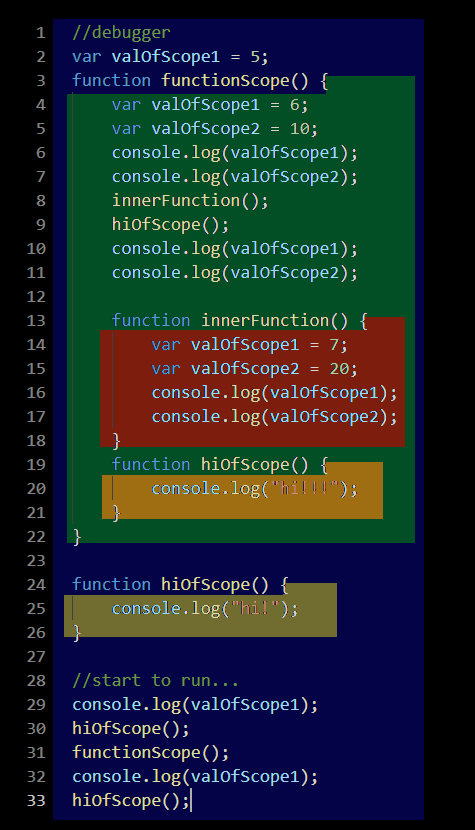 1 //debugger
2 var valOfScope1 = 5;
3 function functionScope() {
4     var valOfScope1 = 6;
5     var valOfScope2 = 10;
6     console.log(valOfScope1);
7     console.log(valOfScope2);
8     innerFunction();
9     hiOfScope();
10     console.log(valOfScope1);
11     console.log(valOfScope2);
12
13     function innerFunction() {
14         var valOfScope1 = 7;
15         var valOfScope2 = 20;
16         console.log(valOfScope1);
17         console.log(valOfScope2);
18     }
19     function hiOfScope() {
20         console.log("hi!!!");
21     }
22 }
23
24 function hiOfScope() {
25     console.log("hi!");
26 }
27
28 //start to run...
29 console.log(valOfScope1);
30 hiOfScope();
31 functionScope();
32 console.log(valOfScope1);
33 hiOfScope();